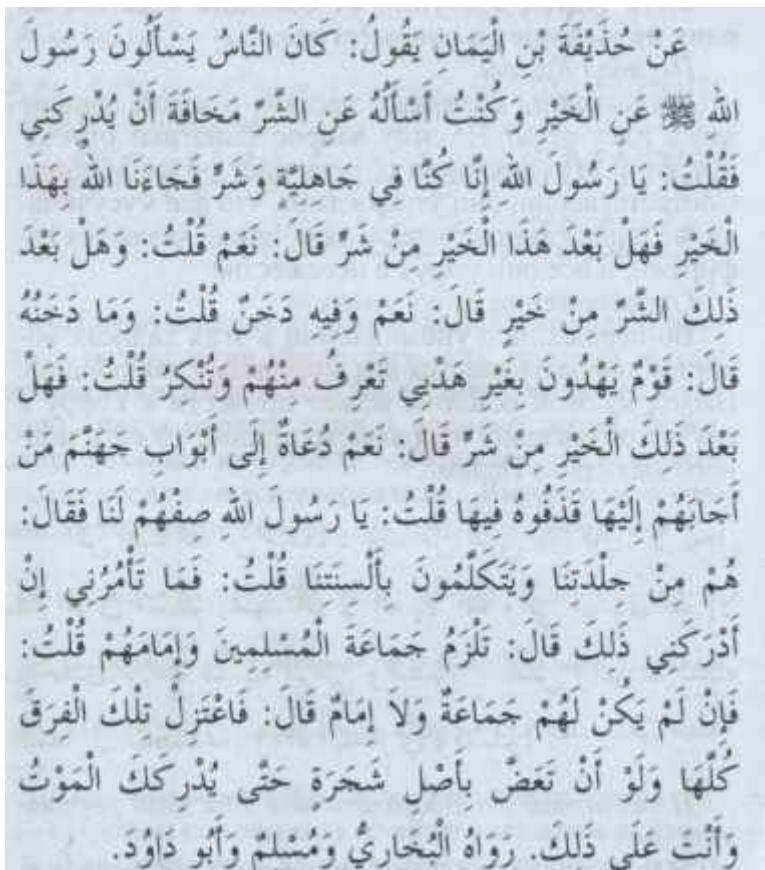 عَنْ حُذَيْفَةَ بْنِ الْيَمَانِ يَقُولُ: كَانَ النَّاسُ يَسْأَلُونَ رَسُولَ
اللهِ ﷺ عَنِ الْخَيْرِ وَكُنْتُ أَسْأَلُهُ عَنِ الشَّرِّ مَخَافَةَ أَنْ يُدْرِكَنِي
فَقُلْتُ: يَا رَسُولَ اللهِ إِنَّا كُنَّا فِي جَاهِلِيَّةٍ وَشَرٍّ فَجَاءَنَا اللهُ بِهَذَا
الْخَيْرِ فَهَلْ بَعْدَ هَذَا الْخَيْرِ مِنْ شَرٍّ قَالَ: نَعَمْ قُلْتُ: وَهَلْ بَعْدَ
ذَلِكَ الشَّرِّ مِنْ خَيْرٍ قَالَ: نَعَمْ وَفِيهِ دَخَنٌ قُلْتُ: وَمَا دَخَنُهُ
قَالَ: قَوْمٌ يَهْدُونَ بِغَيْرِ هَدْيِي تَعْرِفُ مِنْهُمْ وَتُنْكِرُ قُلْتُ: فَهَلْ
بَعْدَ ذَلِكَ الْخَيْرِ مِنْ شَرٍّ قَالَ: نَعَمْ دُعَاةٌ إِلَى أَبْوَابِ جَهَنَّمَ مَنْ
أَجَابَهُمْ إِلَيْهَا قَذَفُوهُ فِيهَا قُلْتُ: يَا رَسُولَ اللهِ صِفْهُمْ لَنَا فَقَالَ:
هُمْ مِنْ جِلْدَتِنَا وَيَتَكَلَّمُونَ بِأَلْسِنَتِنَا قُلْتُ: فَمَا تَأْمُرُنِي إِنْ
أَدْرَكَنِي ذَلِكَ قَالَ: تَلْزَمُ جَمَاعَةَ الْمُسْلِمِينَ وَإِمَامَهُمْ قُلْتُ:
فَإِنْ لَمْ يَكُنْ لَهُمْ جَمَاعَةٌ وَلاَ إِمَامٌ قَالَ: فَاعْتَزِلْ تِلْكَ الْفِرَقَ
كُلَّهَا وَلَوْ أَنْ تَعَضَّ بِأَصْلِ شَجَرَةٍ حَتَّى يُدْرِكَكَ الْمَوْتُ
وَأَنْتَ عَلَى ذَلِكَ. رَوَاهُ الْبُخَارِيُّ وَمُسْلِمٌ وَأَبُو دَاوُدَ.